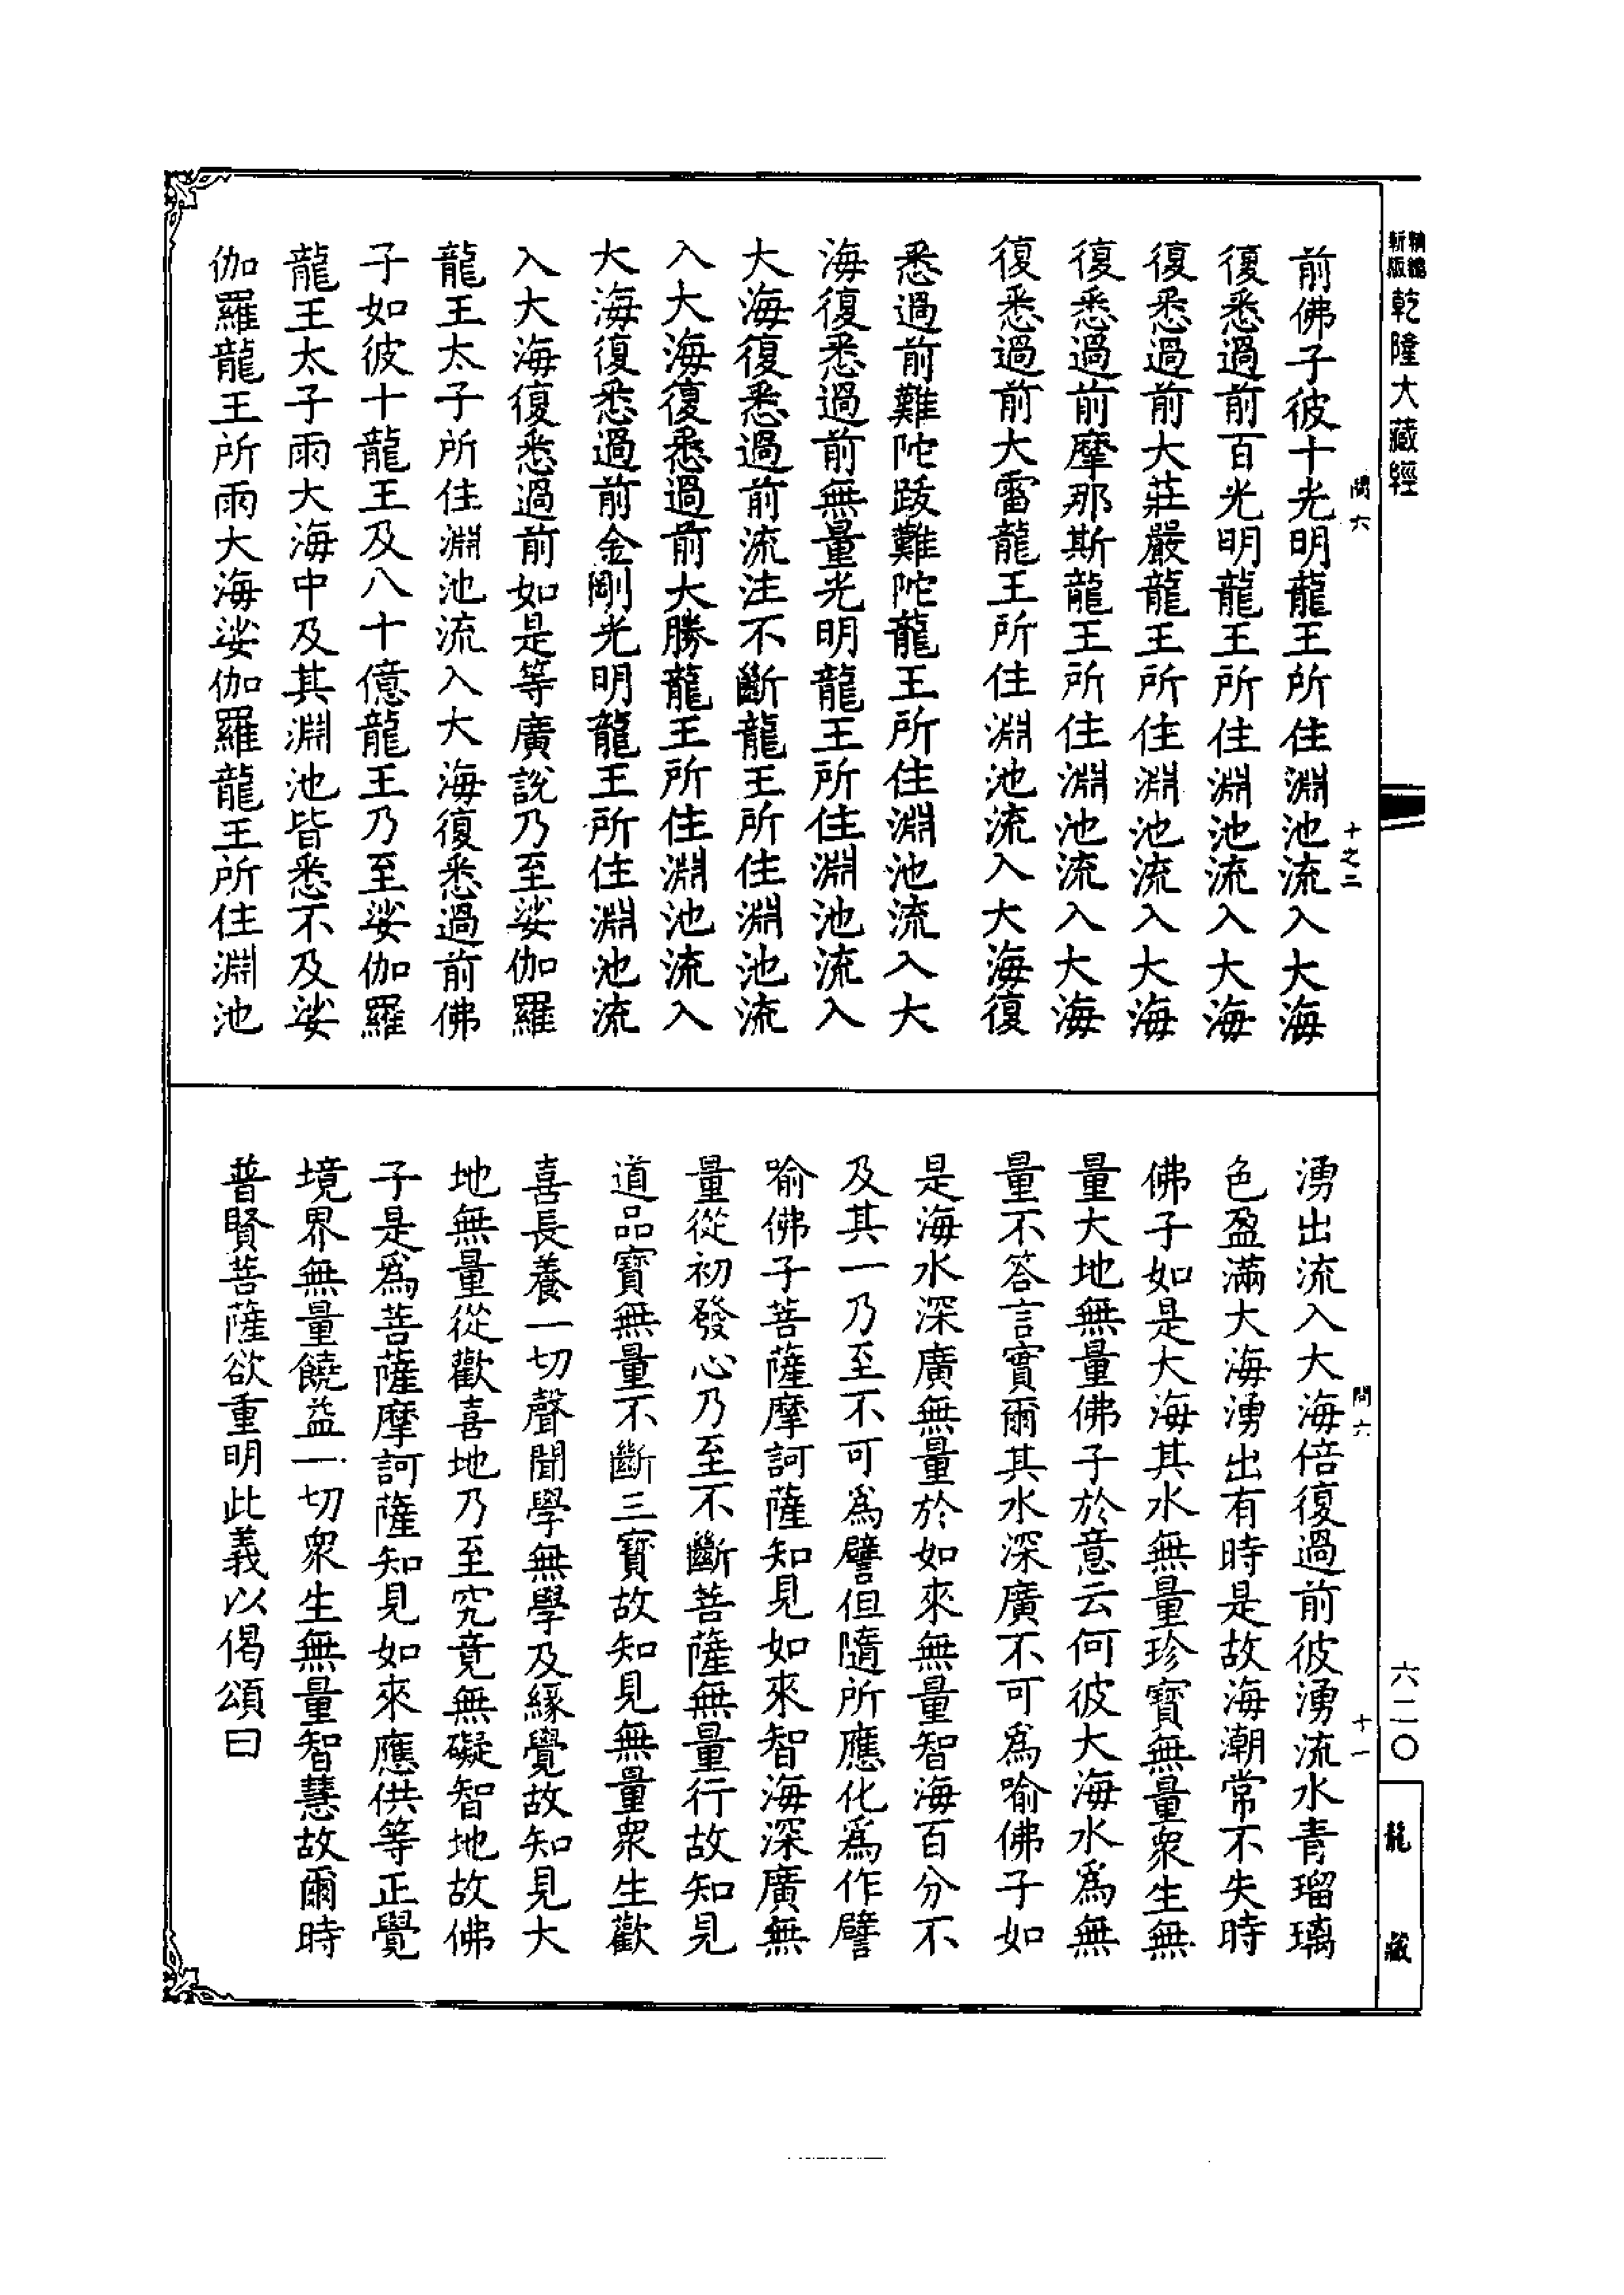 精編
新版
乾隆大藏經
六二〇
龍藏
十之二
前佛子彼十光明龍王所住淵池流入大海
復悉過前百光明龍王所住淵池流入大海
復悉過前大莊嚴龍王所住淵池流入大海
復悉過前摩那斯龍王所住淵池流入大海
復悉過前大雷龍王所住淵池流入大海復
悉過前難陀跋難陀龍王所住淵池流入大
海復悉過前無量光明龍王所住淵池流入
大海復悉過前流注不斷龍王所住淵池流
入大海復悉過前大勝龍王所住淵池流入
大海復悉過前金剛光明龍王所住淵池流
入大海復悉過前如是等廣說乃至娑伽羅
龍王太子所住淵池流入大海復悉過前佛
子如彼十龍王及八十億龍王乃至娑伽羅
龍王太子雨大海中及其淵池皆悉不及娑
伽羅龍王所雨大海娑伽羅龍王所住淵池
問六
十一
湧出流入大海倍復過前彼湧流水青瑠璃
色盈滿大海湧出有時是故海潮常不失時
佛子如是大海其水無量珍寶無量眾生無
量大地無量佛子於意云何彼大海水為無
量不答言實爾其水深廣不可為喻佛子如
是海水深廣無量於如來無量智海百分不
及其一乃至不可為譬但隨所應化為作譬
喻佛子菩薩摩訶薩知見如來智海深廣無
量從初發心乃至不斷菩薩無量行故知見
道品寶無量不斷三寶故知見無量眾生歡
喜長養一切聲聞學無學及緣覺故知見大
地無量從歡喜地乃至究竟無礙智地故佛
子是為菩薩摩訶薩知見如來應供等正覺
境界無量饒益一切眾生無量智慧故爾時
普賢菩薩欲重明此義以偈頌曰